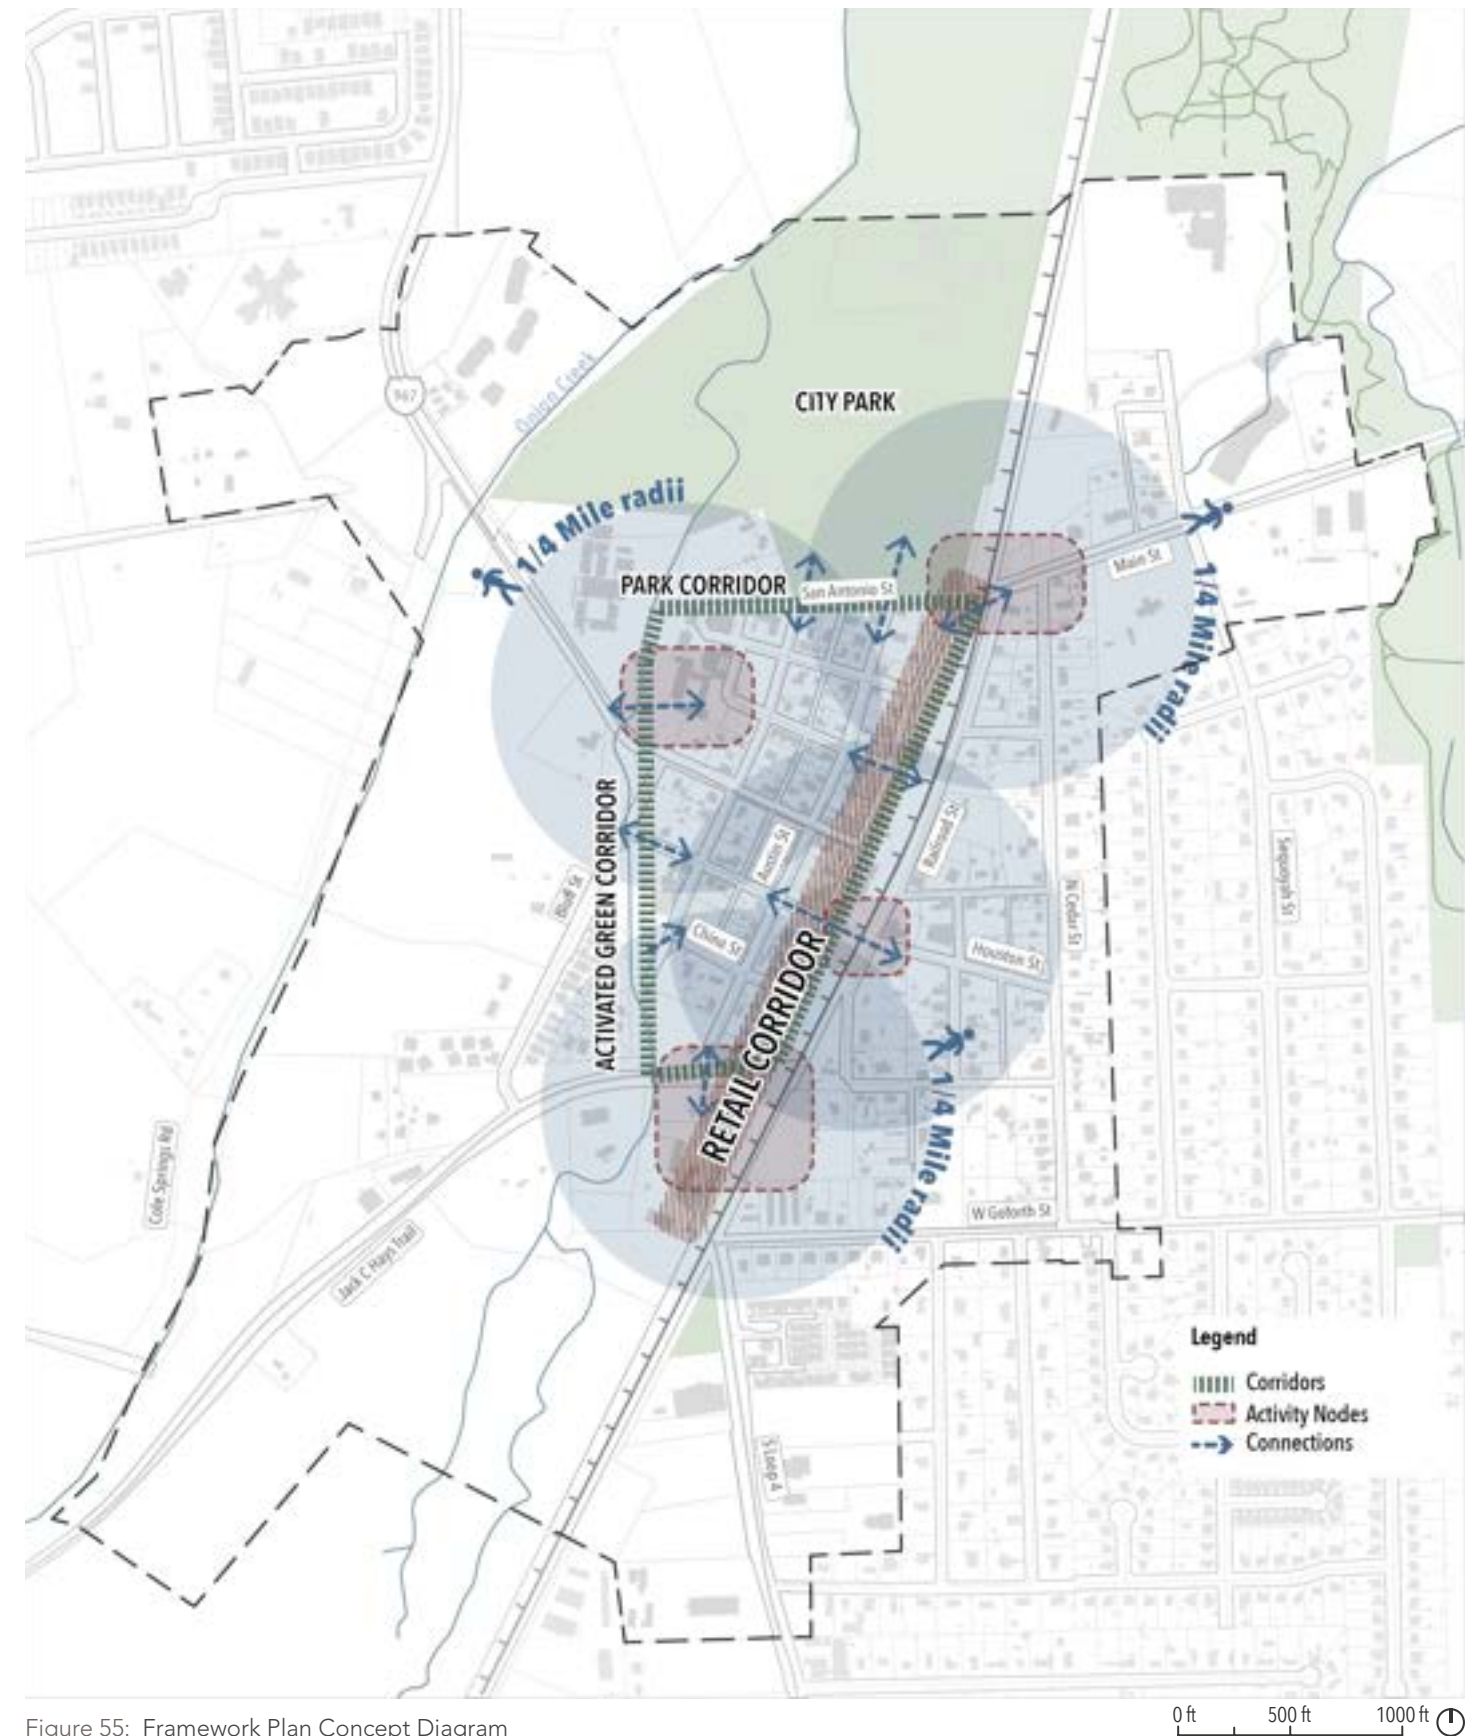 967
Onion Creek
CITY PARK
1/4 Mile radii
PARK CORRIDOR
San Antonio St
Main St
1/4 Mile radii
ACTIVATED GREEN CORRIDOR
Austin St
Railroad St
Sequoyah St
Bluff St
N Cedar St
China St
Houston St
RETAIL CORRIDOR
1/4 Mile radii
Cole Springs Rd
W Goforth St
Jack C Hays Trail
Legend
Corridors
Activity Nodes
Connections
S Loop 4
Figure 55: Framework Plan Concept Diagram
0 ft 500 ft 1000 ft